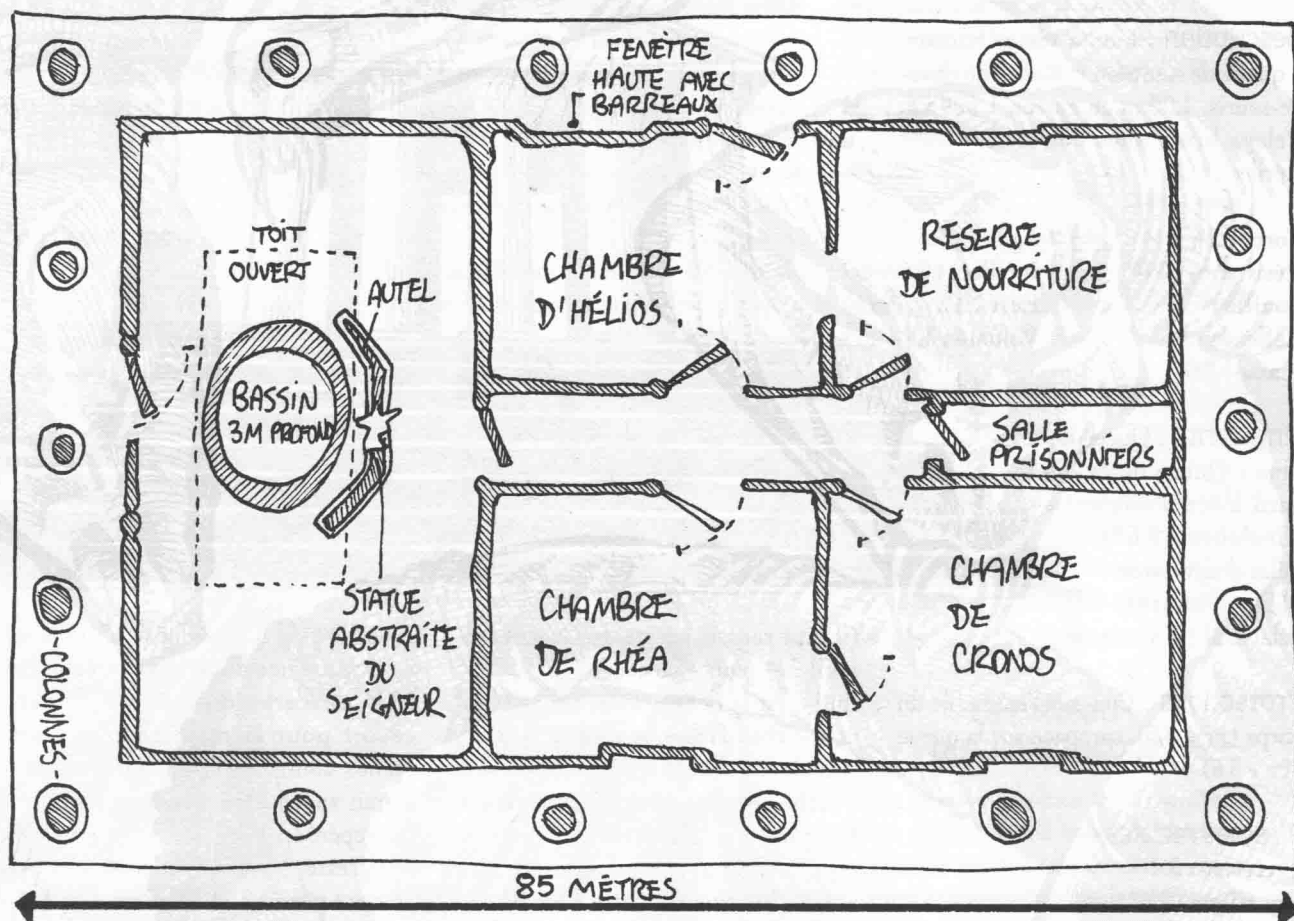 FENÊTRE
HAUTE AVEC
BARREAUX
TOIT
OUVERT
AUTEL
BASSIN
3M PROFOND
CHAMBRE
D'HÉLIOS
RESERVE
DE NOURRITURE
SALLE
PRISONNIERS
STATUE
ABSTRAITE
DU
SEIGNEUR
CHAMBRE
DE RHÉA
CHAMBRE
DE
CRONOS
-COLONNES-
85 MÈTRES